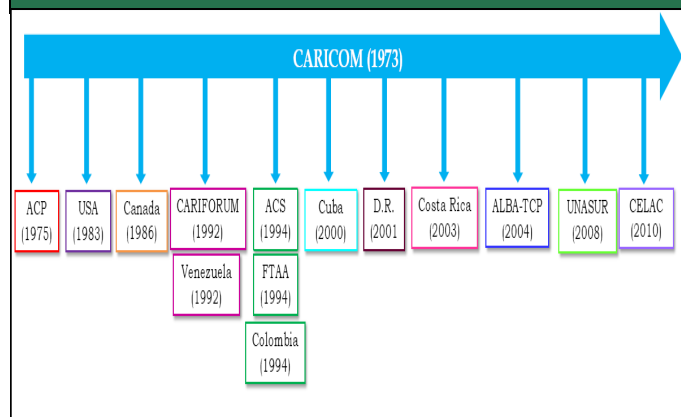 CARICOM (1973)
ACP
(1975)
USA
(1983)
Canada
(1986)
CARIFORUM
(1992)
Venezuela
(1992)
ACS
(1994)
FTAA
(1994)
Colombia
(1994)
Cuba
(2000)
D.R.
(2001
Costa Rica
(2003)
ALBA-TCP
(2004)
UNASUR
(2008)
CELAC
(2010)